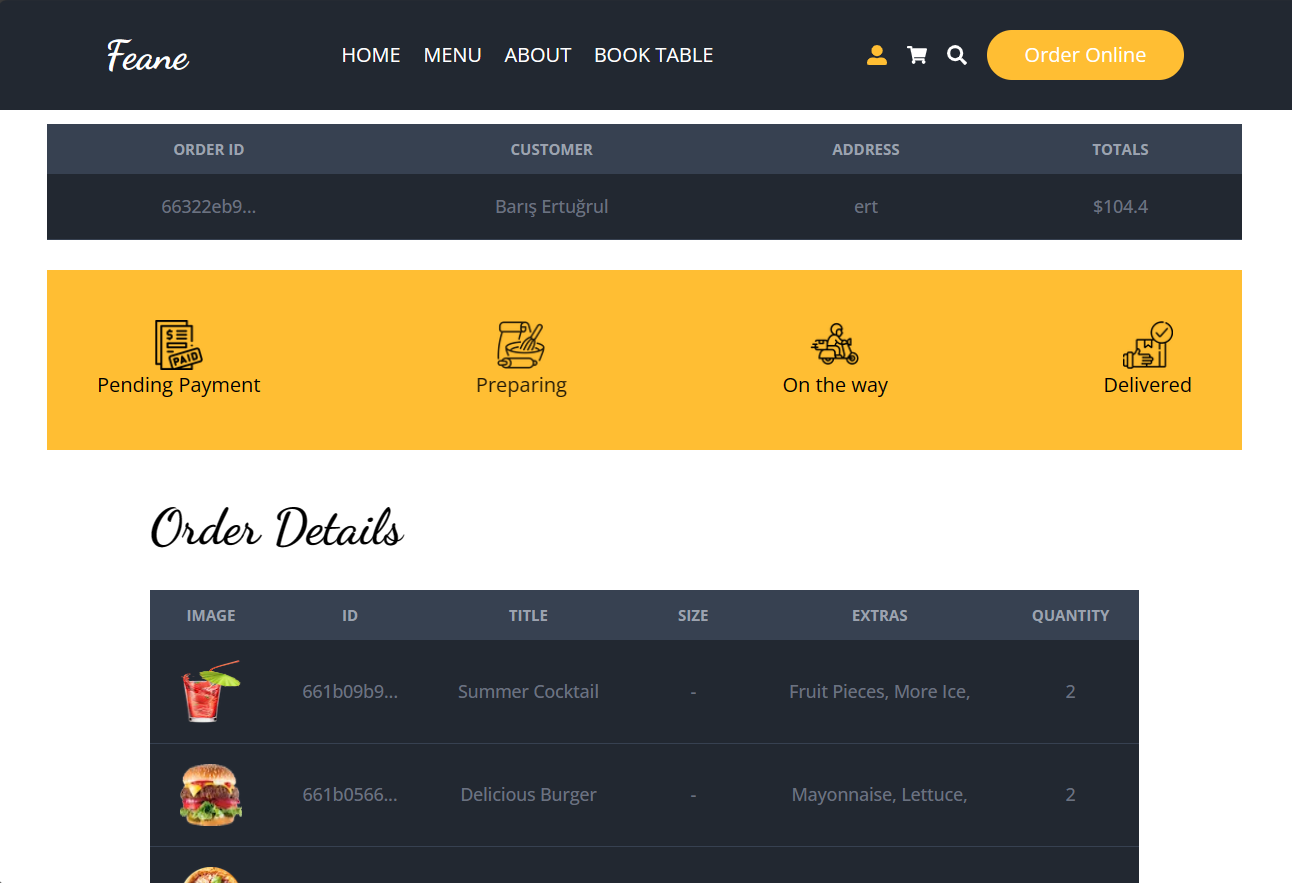 Feane HOME MENU ABOUT BOOK TABLE Order Online
ORDER ID CUSTOMER ADDRESS TOTALS
66322eb9... Barış Ertuğrul ert $104.4
$ PAID
Pending Payment Preparing On the way Delivered
Order Details
IMAGE ID TITLE SIZE EXTRAS QUANTITY
661b09b9... Summer Cocktail - Fruit Pieces, More Ice, 2
661b0566... Delicious Burger - Mayonnaise, Lettuce, 2